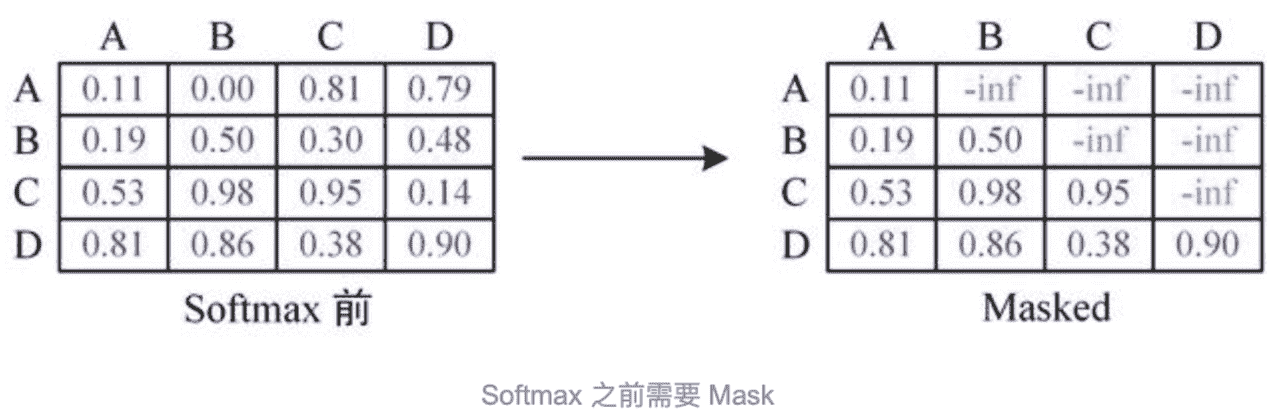 A B C D A B C D
A 0.11 0.00 0.81 0.79 A 0.11 -inf -inf -inf
B 0.19 0.50 0.30 0.48 B 0.19 0.50 -inf -inf
C 0.53 0.98 0.95 0.14 C 0.53 0.98 0.95 -inf
D 0.81 0.86 0.38 0.90 D 0.81 0.86 0.38 0.90
Softmax 前 Masked
Softmax 之前需要 Mask